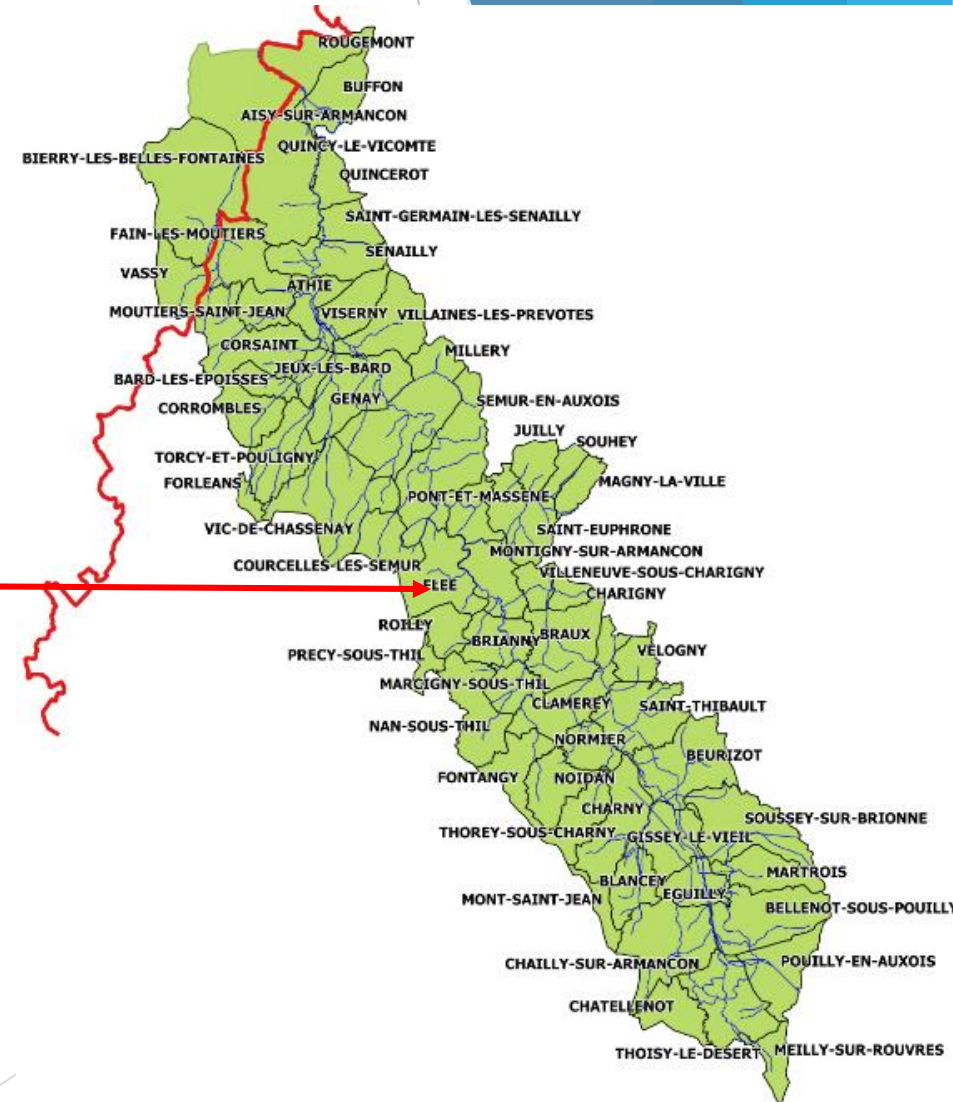 ROUGEMONT
BUFFON
AISY-SUR-ARMANCON
QUINCY-LE-VICOMTE
BIERRY-LES-BELLES-FONTAINES
QUINCEROT
SAINT-GERMAIN-LES-SENAILLY
FAIN-LES-MOUTIERS
SENAILLY
VASSY
ATHIE
MOUTIERS-SAINT-JEAN
VISERNY
VILLAINES-LES-PREVOTES
CORSAINT
MILLERY
JEUX-LES-BARD
BARD-LES-EPOISSES
GENAY
SEMUR-EN-AUXOIS
CORROMBLES
JUILLY
SOUHEY
TORCY-ET-POULIGNY
FORLEANS
MAGNY-LA-VILLE
PONT-ET-MASSENE
VIC-DE-CHASSENAY
SAINT-EUPHRONE
MONTIGNY-SUR-ARMANCON
COURCELLES-LES-SEMUR
VILLENEUVE-SOUS-CHARIGNY
FLEE
CHARIGNY
ROILLY
BRIANNY
BRAUX
VELOGNY
PRECY-SOUS-THIL
MARCIGNY-SOUS-THIL
CLAMEREY
SAINT-THIBAULT
NAN-SOUS-THIL
NORMIER
BEURIZOT
FONTANGY
NOIDAN
CHARNY
SOUSSEY-SUR-BRIONNE
THOREY-SOUS-CHARNY
GISSEY-LE-VIEIL
MARTROIS
BLANCEY
EGUILLY
MONT-SAINT-JEAN
BELLENOT-SOUS-POUILLY
CHAILLY-SUR-ARMANCON
POUILLY-EN-AUXOIS
CHATELLENOT
THOISY-LE-DESERT
MEILLY-SUR-ROUVRES